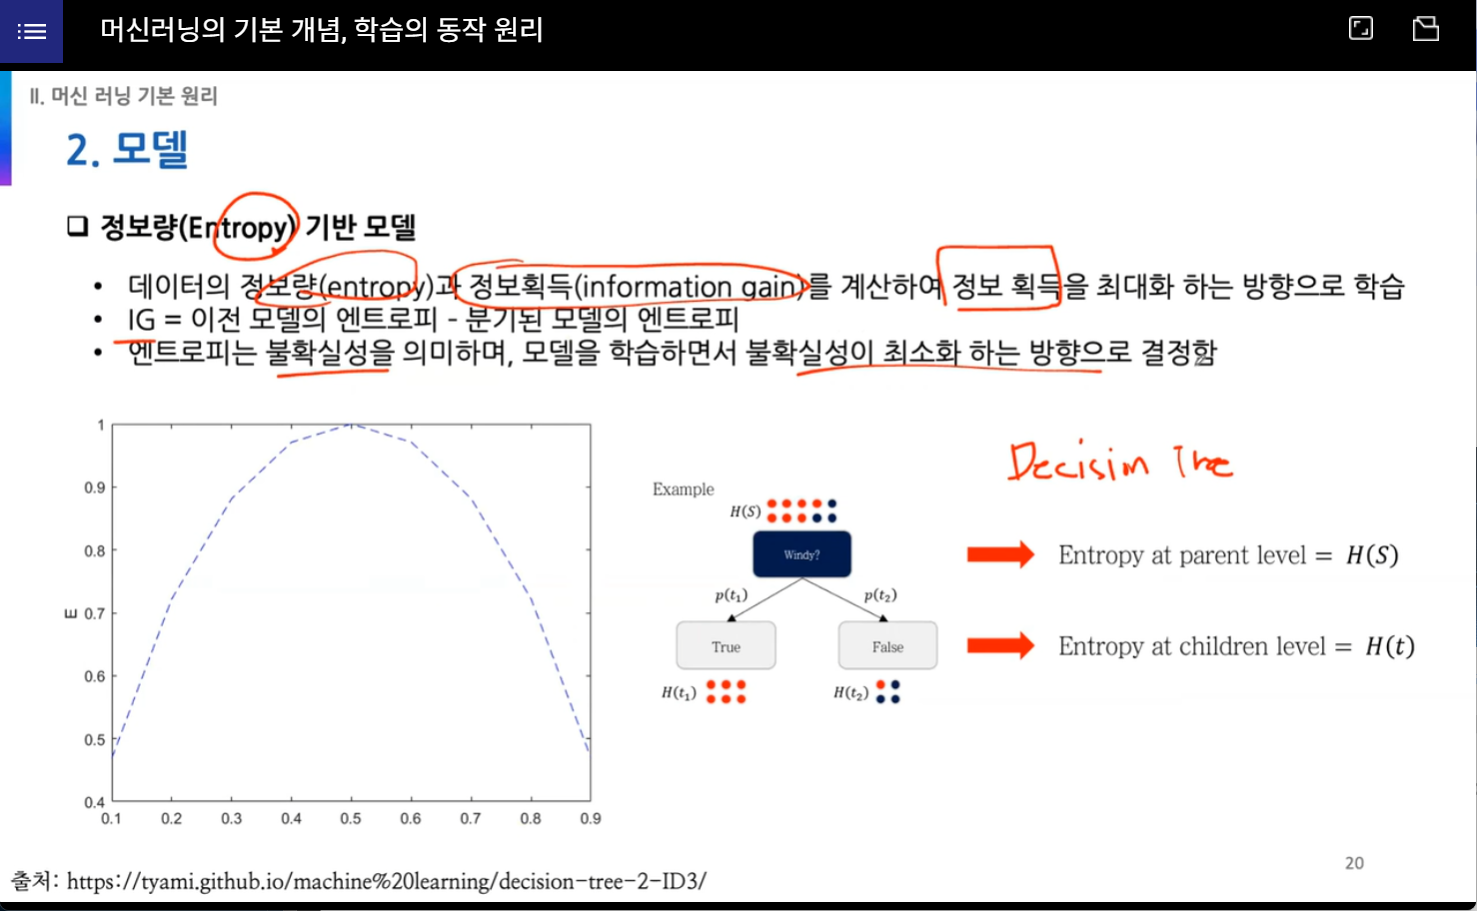 머신러닝의 기본 개념, 학습의 동작 원리
II. 머신 러닝 기본 원리
2. 모델
❑ 정보량(Entropy) 기반 모델
• 데이터의 정보량(entropy)과 정보획득(information gain)를 계산하여 정보 획득을 최대화 하는 방향으로 학습
• IG = 이전 모델의 엔트로피 - 분기된 모델의 엔트로피
• 엔트로피는 불확실성을 의미하며, 모델을 학습하면서 불확실성이 최소화 하는 방향으로 결정함
1
0.9
0.8
E 0.7
0.6
0.5
0.4
0.1 0.2 0.3 0.4 0.5 0.6 0.7 0.8 0.9
Example
H(S)
Windy?
p(t₁) p(t₂)
True False
H(t₁) H(t₂)
Decision Tree
Entropy at parent level = H(S)
Entropy at children level = H(t)
20
출처: https://tyami.github.io/machine%20learning/decision-tree-2-ID3/